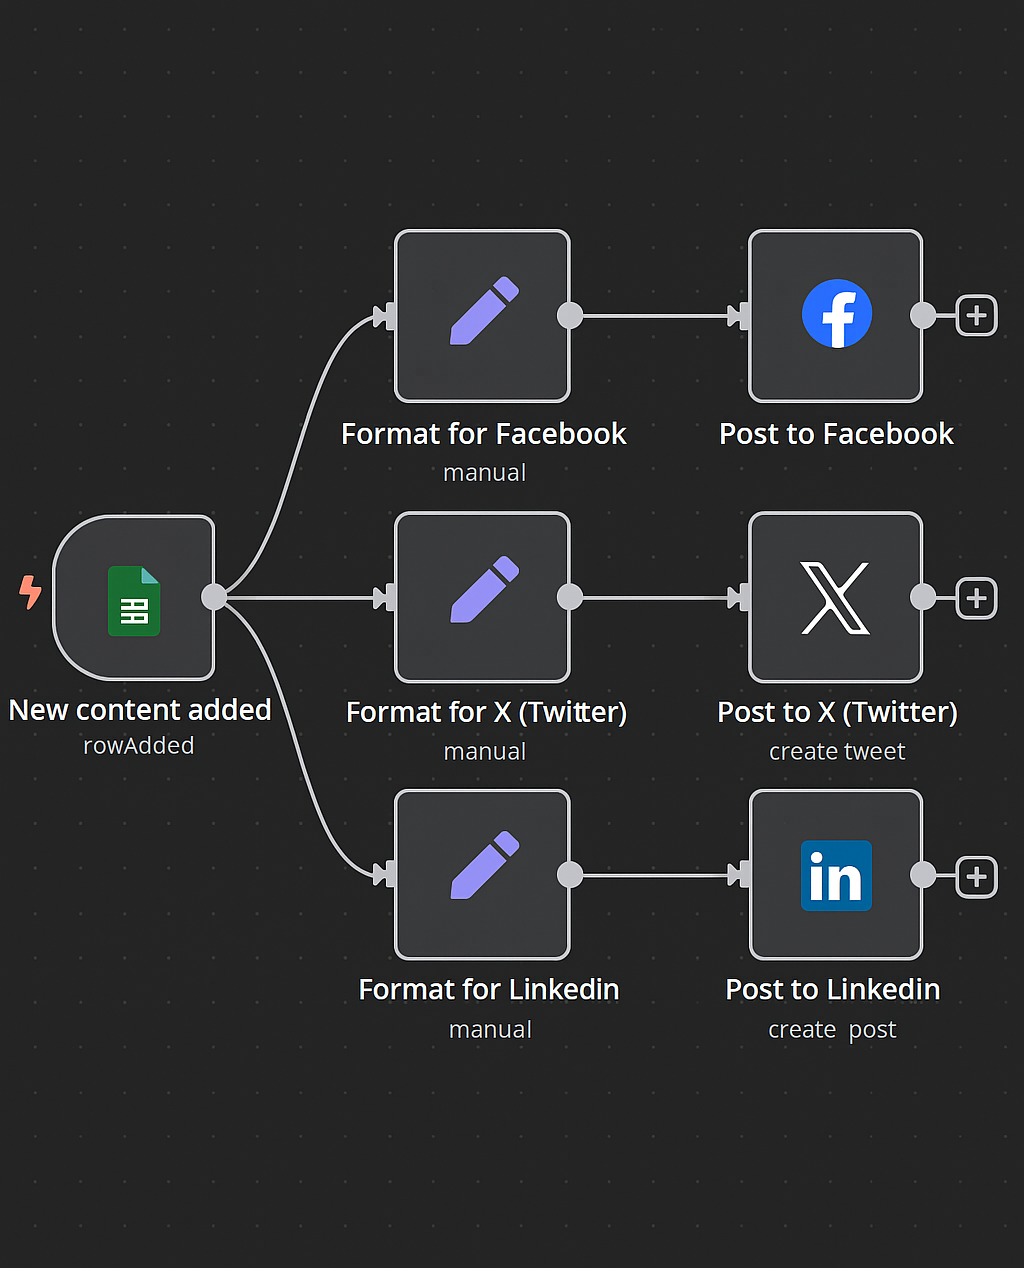 Format for Facebook
manual
Post to Facebook
New content added
rowAdded
Format for X (Twitter)
manual
Post to X (Twitter)
create tweet
Format for Linkedin
manual
Post to Linkedin
create post
in